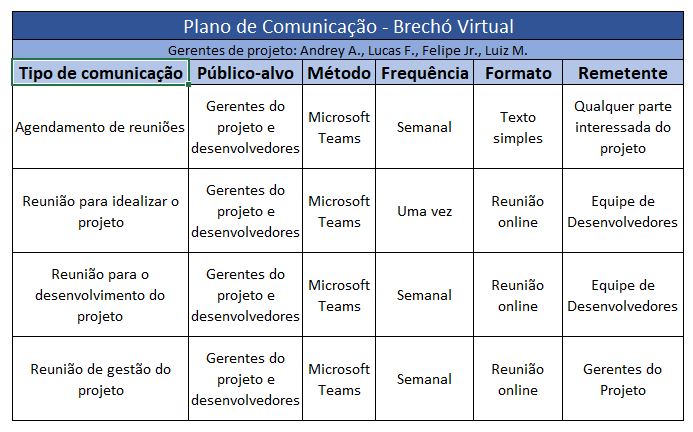 Plano de Comunicação - Brechó Virtual
Gerentes de projeto: Andrey A., Lucas F., Felipe Jr., Luiz M.
Tipo de comunicação Público-alvo Método Frequência Formato Remetente
Agendamento de reuniões
Gerentes do
projeto e
desenvolvedores
Microsoft
Teams
Semanal
Texto
simples
Qualquer parte
interessada do
projeto
Reunião para idealizar o
projeto
Gerentes do
projeto e
desenvolvedores
Microsoft
Teams
Uma vez
Reunião
online
Equipe de
Desenvolvedores
Reunião para o
desenvolvimento do
projeto
Gerentes do
projeto e
desenvolvedores
Microsoft
Teams
Semanal
Reunião
online
Equipe de
Desenvolvedores
Reunião de gestão do
projeto
Gerentes do
projeto e
desenvolvedores
Microsoft
Teams
Semanal
Reunião
online
Gerentes do
Projeto